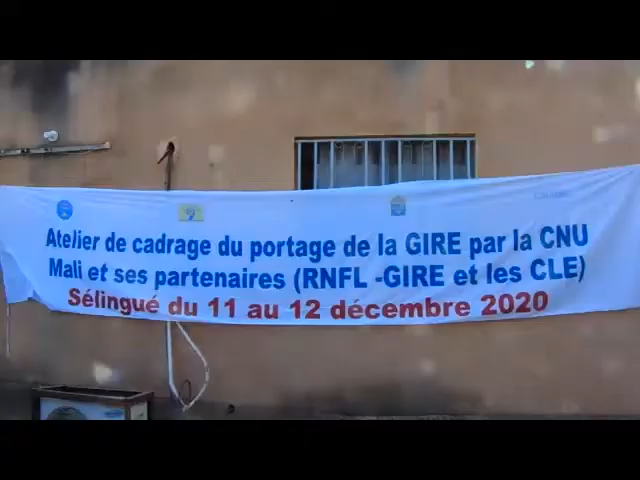 Atelier de cadrage du portage de la GIRE par la CNU
Mali et ses partenaires (RNFL -GIRE et les CLE)
Sélingué du 11 au 12 décembre 2020